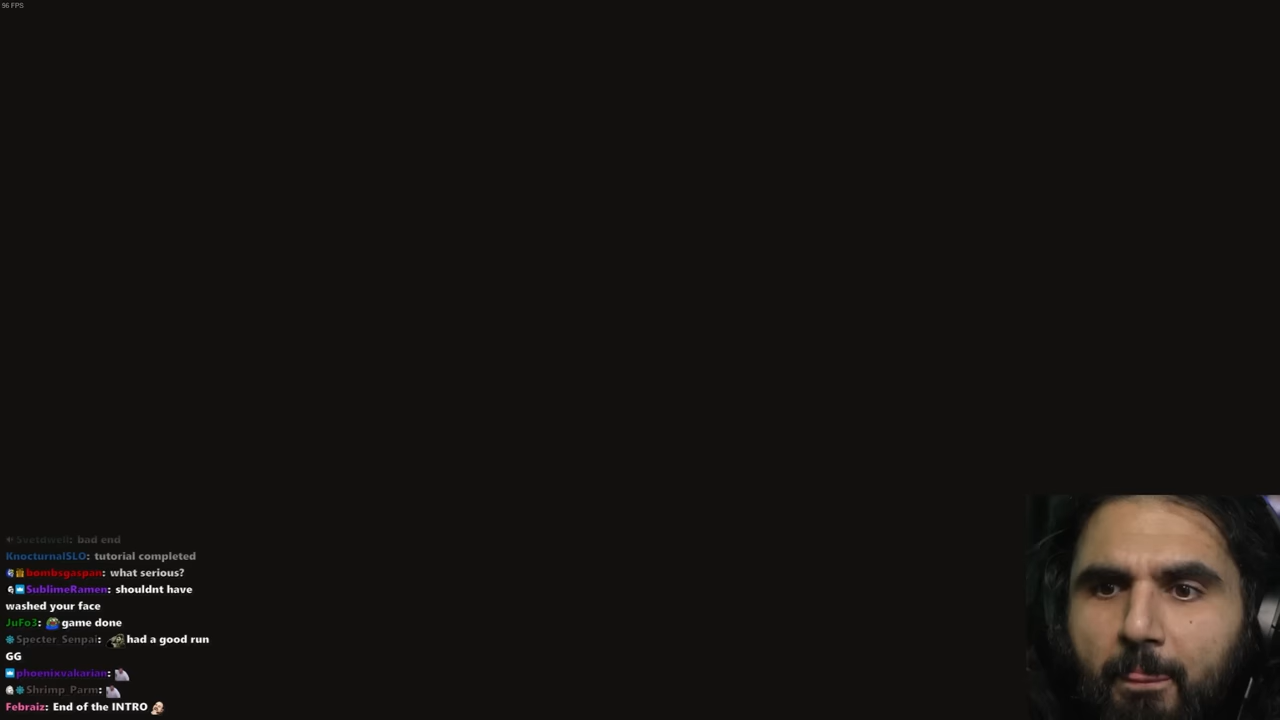 96 FPS
Svetdwell: bad end
KnocturnalSLO: tutorial completed
bombsgaspan: what serious?
SublimeRamen: shouldnt have
washed your face
JuFo3: game done
Specter_Senpai: had a good run
GG
phoenixvakarian:
Shrimp_Parm:
Febraiz: End of the INTRO